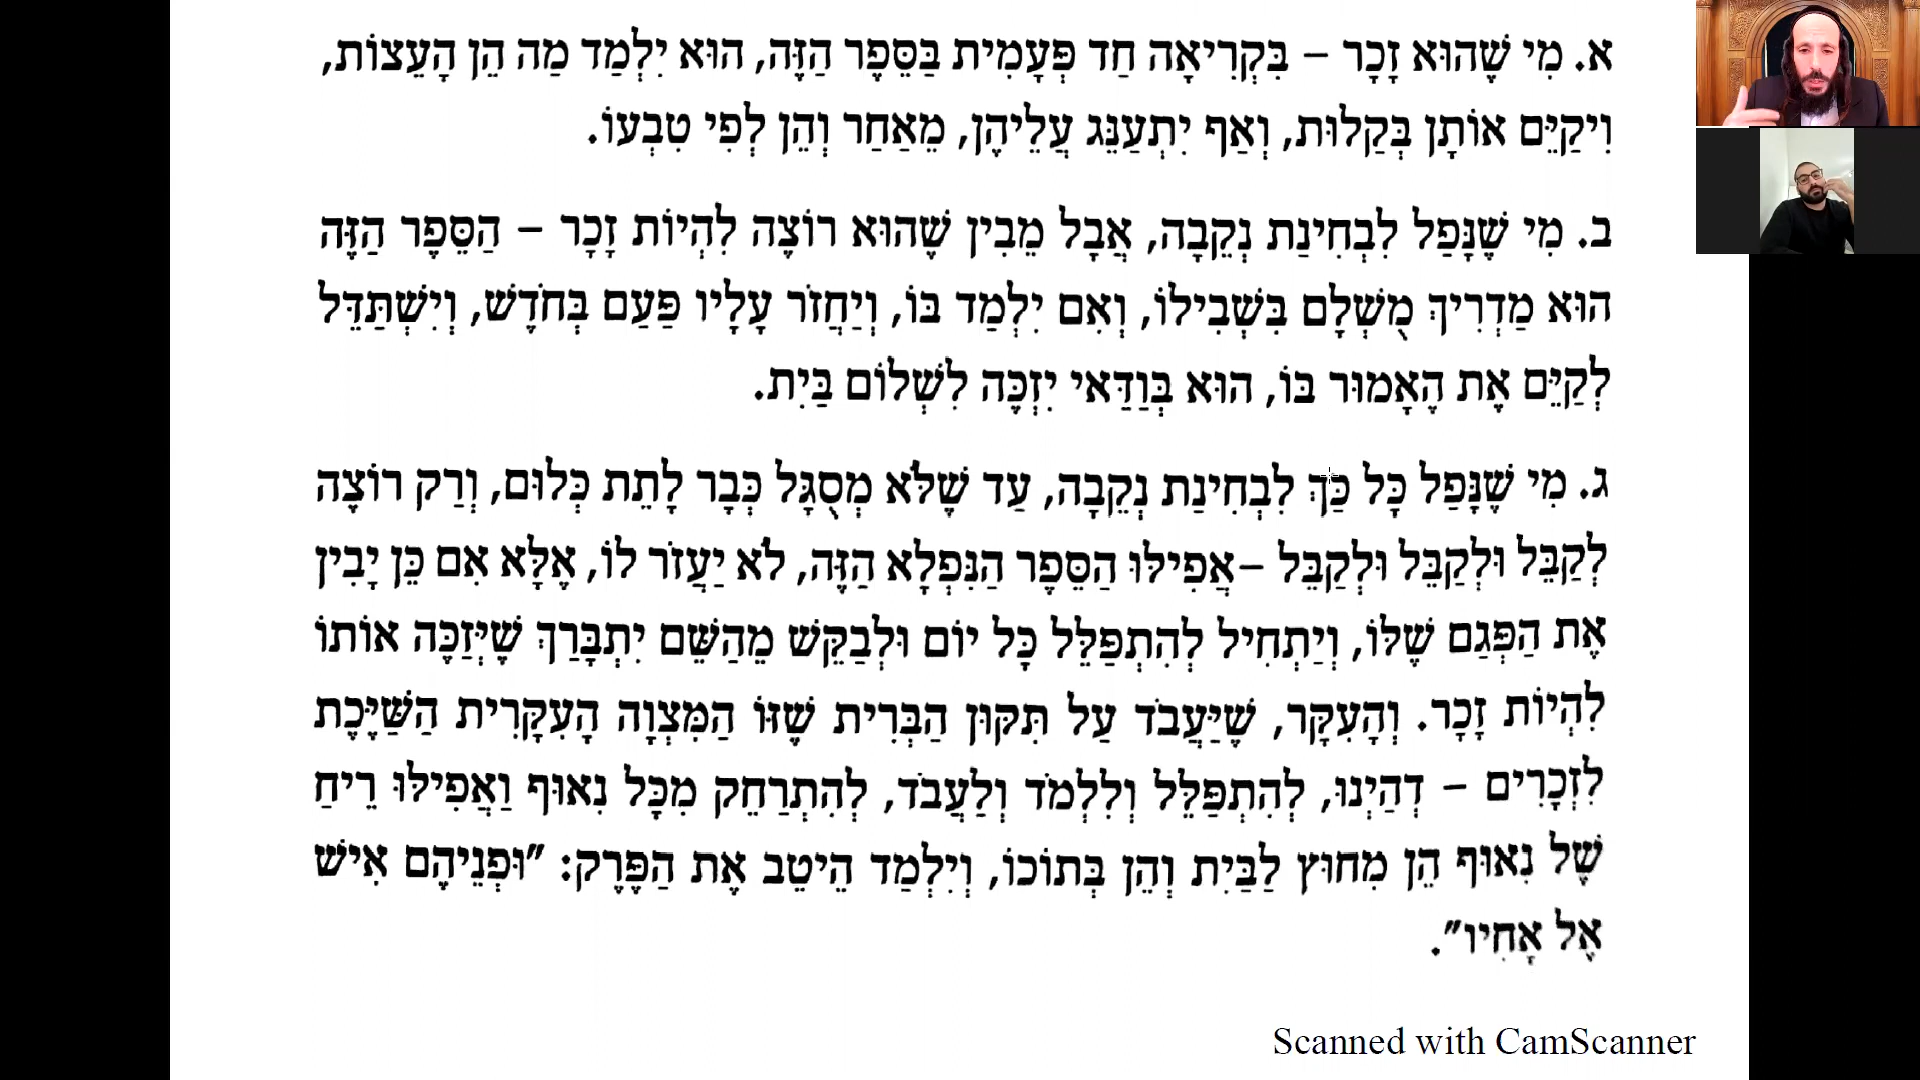 א. מִי שֶׁהוּא זָכָר – בִּקְרִיאָה חַד פְּעָמִית בַּסֵּפֶר הַזֶּה, הוּא יִלְמַד מַה הֵן הָעֵצוֹת,
וִיקַיֵּם אוֹתָן בְּקַלּוּת, וְאַף יִתְעַנֵּג עֲלֵיהֶן, מֵאַחַר וְהֵן לְפִי טִבְעוֹ.
ב. מִי שֶׁנָּפַל לִבְחִינַת נְקֵבָה, אֲבָל מֵבִין שֶׁהוּא רוֹצֶה לִהְיוֹת זָכָר – הַסֵּפֶר הַזֶּה
הוּא מַדְרִיךְ מֻשְׁלָם בִּשְׁבִילוֹ, וְאִם יִלְמַד בּוֹ, וְיַחֲזֹר עָלָיו פַּעַם בְּחֹדֶשׁ, וְיִשְׁתַּדֵּל
לְקַיֵּם אֶת הָאָמוּר בּוֹ, הוּא בְּוַדַּאי יִזְכֶּה לִשְׁלוֹם בַּיִת.
ג. מִי שֶׁנָּפַל כָּל כַּךְ לִבְחִינַת נְקֵבָה, עַד שֶׁלֹּא מְסֻגָּל כְּבָר לָתֵת כְּלוּם, וְרַק רוֹצֶה
לְקַבֵּל וּלְקַבֵּל וּלְקַבֵּל –אֲפִילוּ הַסֵּפֶר הַנִּפְלָא הַזֶּה, לֹא יַעֲזֹר לוֹ, אֶלָּא אִם כֵּן יָבִין
אֶת הַפְּגַם שֶׁלּוֹ, וְיַתְחִיל לְהִתְפַּלֵּל כָּל יוֹם וּלְבַקֵּשׁ מֵהַשֵּׁם יִתְבָּרַךְ שֶׁיְּזַכֶּה אוֹתוֹ
לִהְיוֹת זָכָר. וְהָעִקָּר, שֶׁיַּעֲבֹד עַל תִּקּוּן הַבְּרִית שֶׁזּוֹ הַמִּצְוָה הָעִקָּרִית הַשַּׁיֶּכֶת
לִזְכָרִים – דְּהַיְנוּ, לְהִתְפַּלֵּל וְלִלְמֹד וְלַעֲבֹד, לְהִתְרַחֵק מִכָּל נִאוּף וַאֲפִילוּ רֵיחַ
שֶׁל נִאוּף הֵן מִחוּץ לַבַּיִת וְהֵן בְּתוֹכוֹ, וְיִלְמַד הֵיטֵב אֶת הַפֶּרֶק: "וּפְנֵיהֶם אִישׁ
אֶל אָחִיו".
Scanned with CamScanner